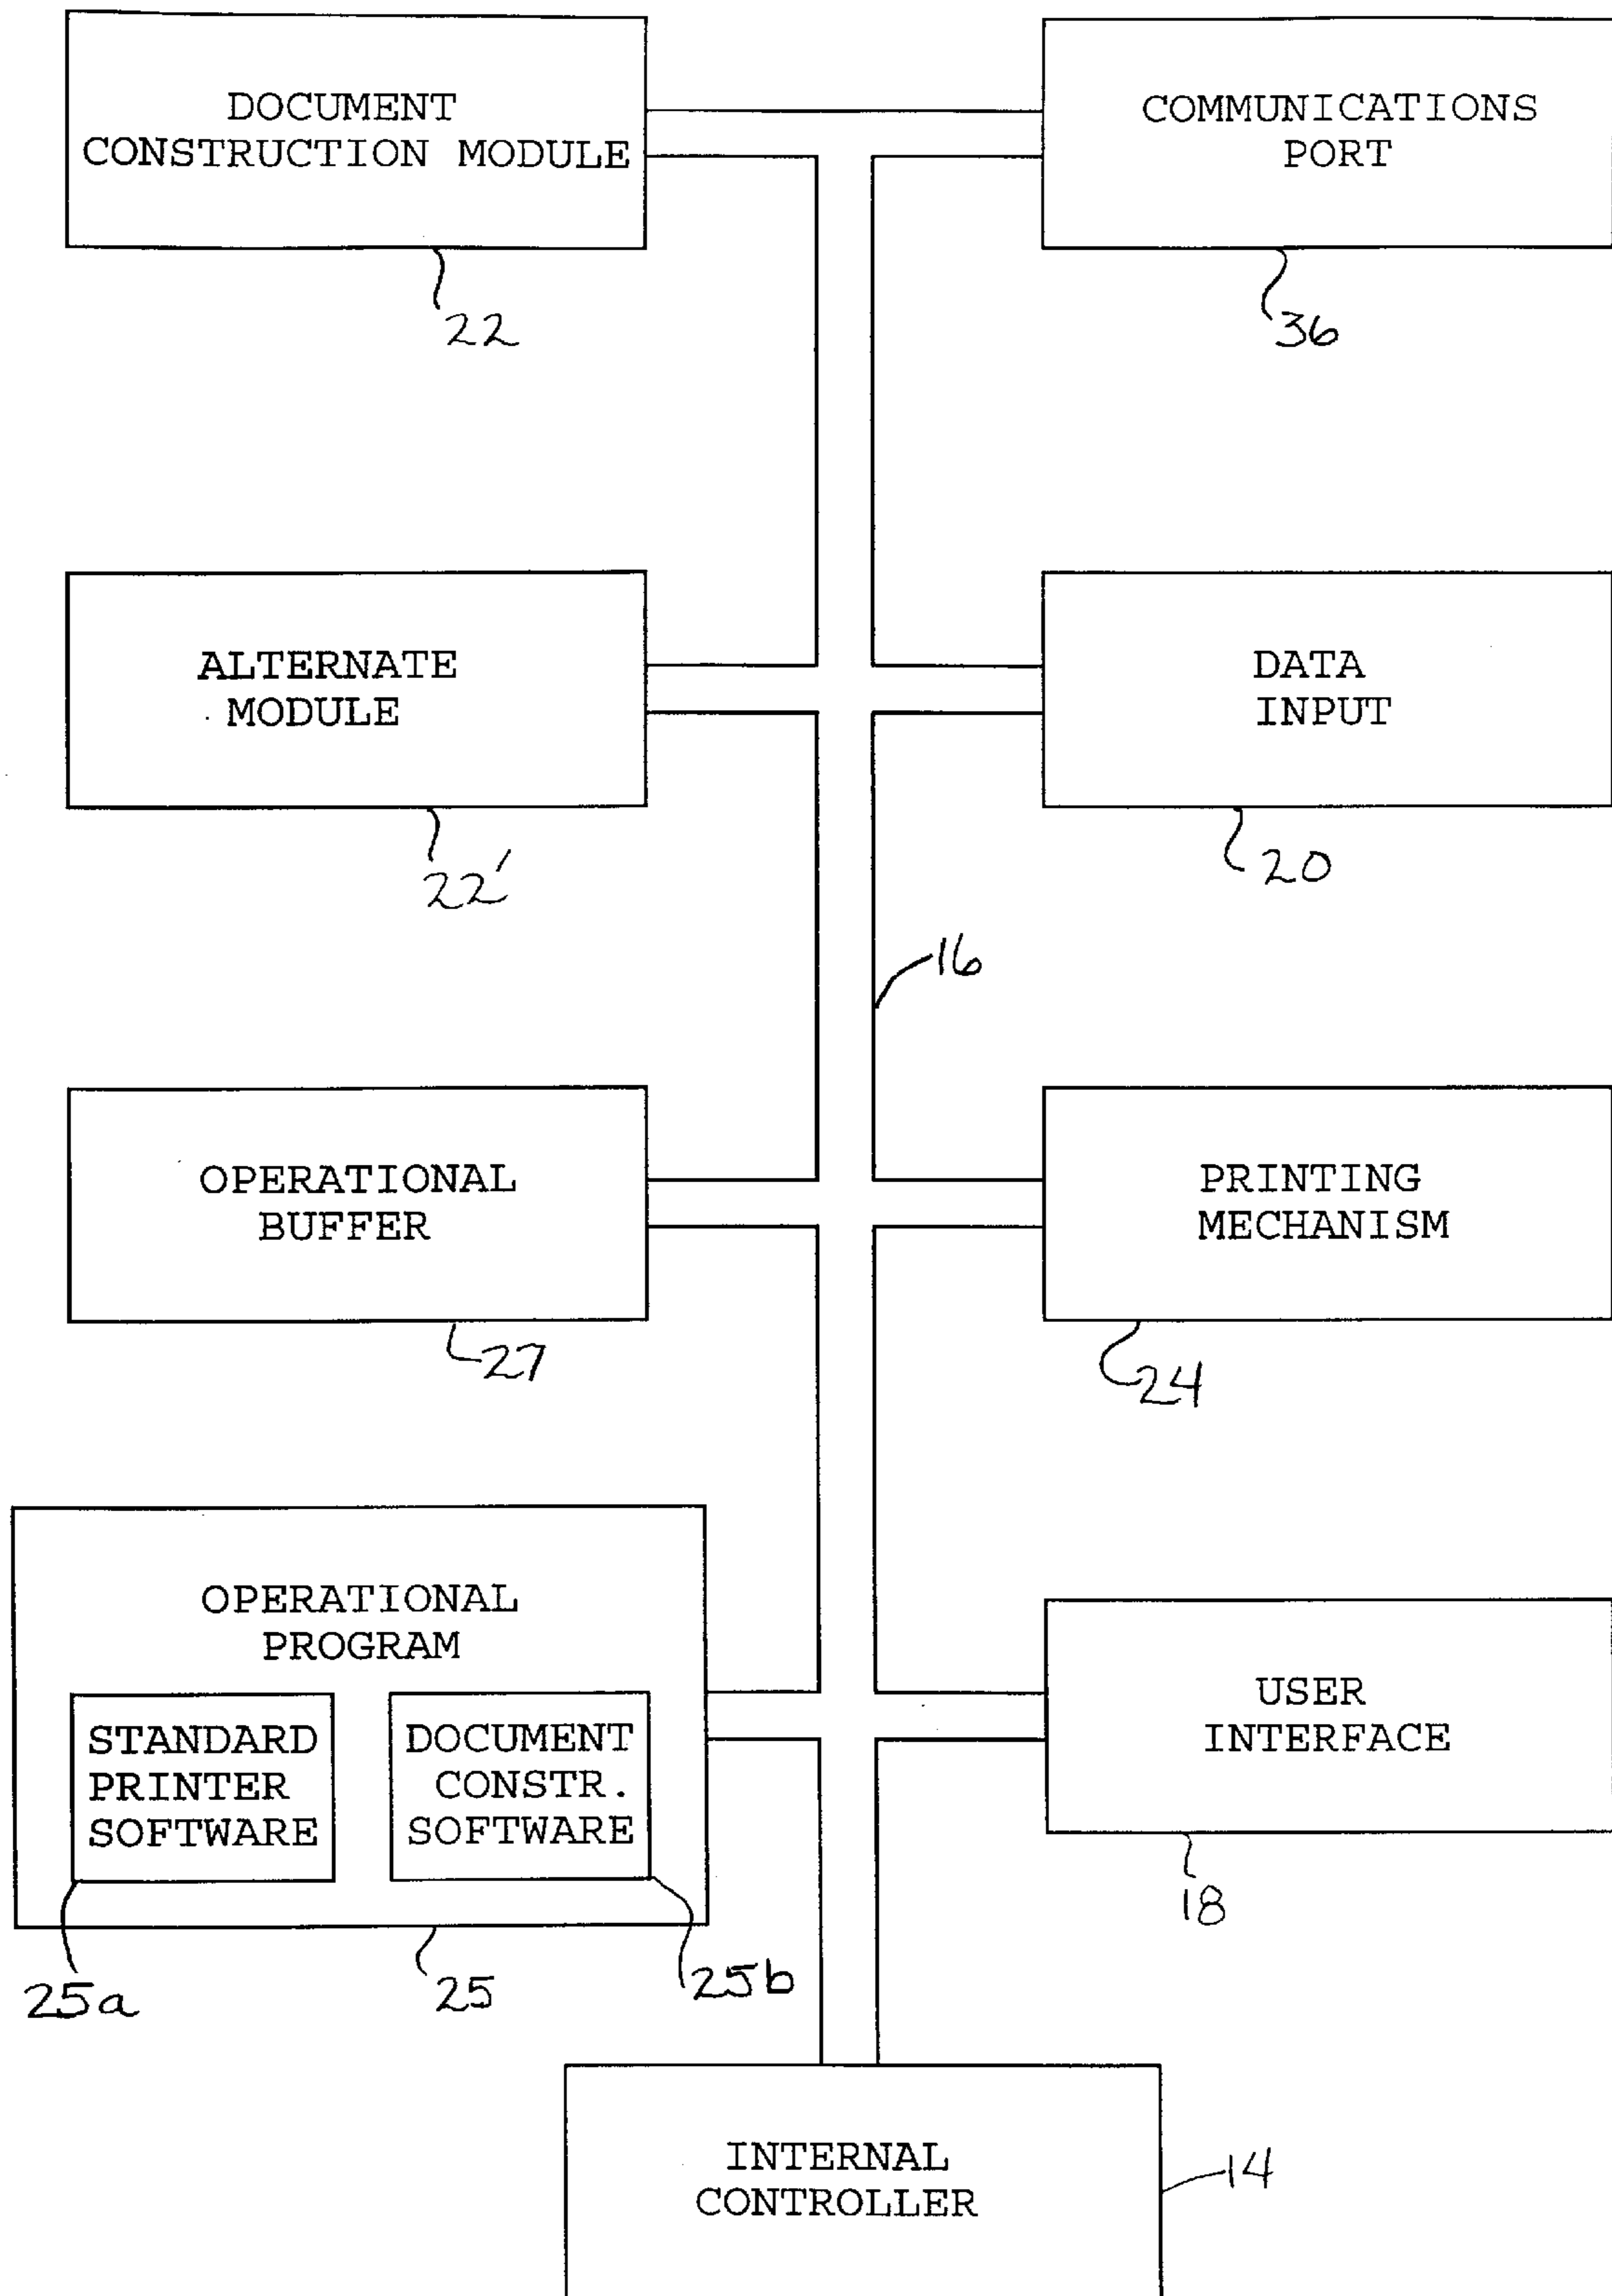 DOCUMENT
CONSTRUCTION MODULE
22
COMMUNICATIONS
PORT
36
ALTERNATE
MODULE
22'
DATA
INPUT
20
16
OPERATIONAL
BUFFER
27
PRINTING
MECHANISM
24
OPERATIONAL
PROGRAM
STANDARD
PRINTER
SOFTWARE
25a
DOCUMENT
CONSTR.
SOFTWARE
25b
25
USER
INTERFACE
18
INTERNAL
CONTROLLER
14